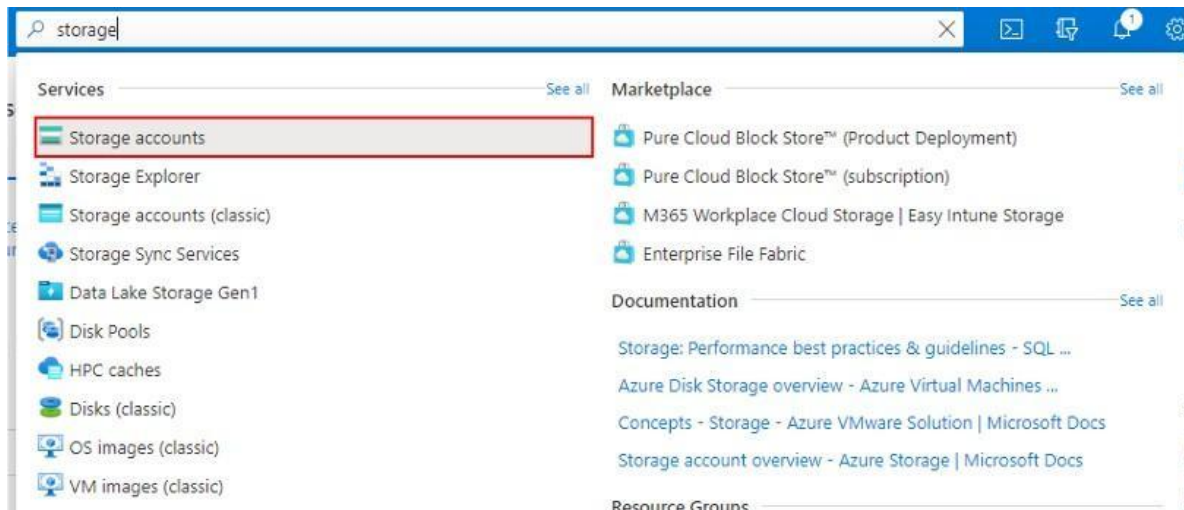 storage
1
Services
See all
Storage accounts
Storage Explorer
Storage accounts (classic)
Storage Sync Services
Data Lake Storage Gen1
Disk Pools
HPC caches
Disks (classic)
OS images (classic)
VM images (classic)
Marketplace
See all
Pure Cloud Block Store™ (Product Deployment)
Pure Cloud Block Store™ (subscription)
M365 Workplace Cloud Storage | Easy Intune Storage
Enterprise File Fabric
Documentation
See all
Storage: Performance best practices & guidelines - SQL ...
Azure Disk Storage overview - Azure Virtual Machines ...
Concepts - Storage - Azure VMware Solution | Microsoft Docs
Storage account overview - Azure Storage | Microsoft Docs
Resource Groups